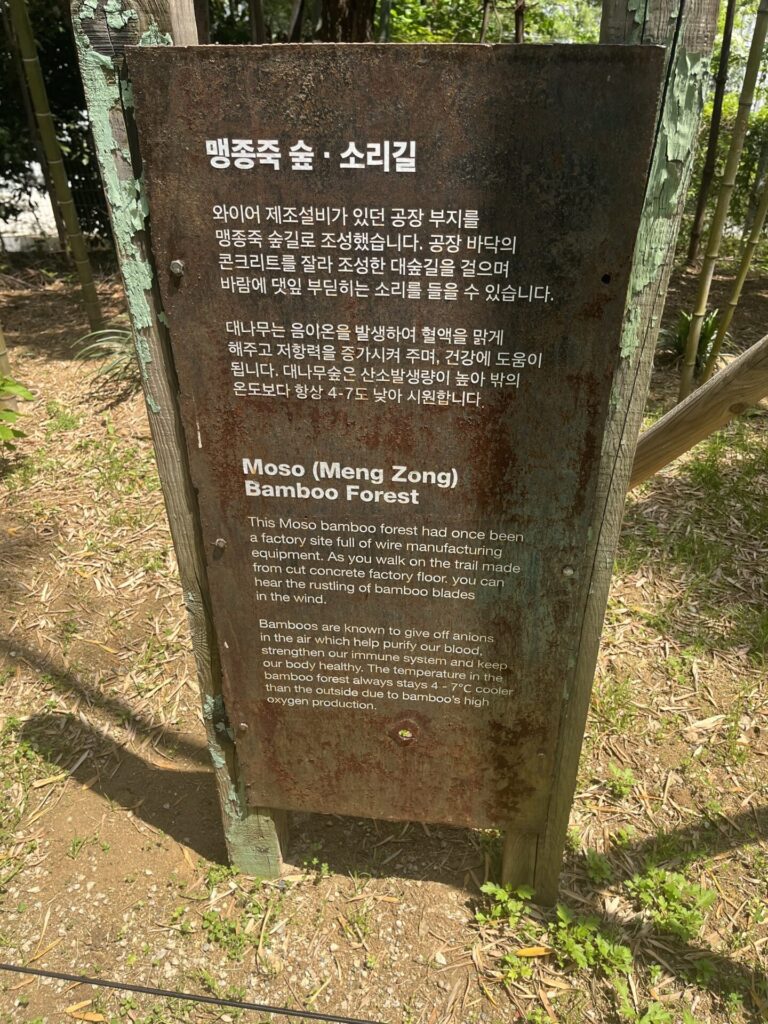 맹종죽 숲 · 소리길
와이어 제조설비가 있던 공장 부지를
맹종죽 숲길로 조성했습니다. 공장 바닥의
콘크리트를 잘라 조성한 대숲길을 걸으며
바람에 댓잎 부딛히는 소리를 들을 수 있습니다.
대나무는 음이온을 발생하여 혈액을 맑게
해주고 저항력을 증가시켜 주며, 건강에 도움이
됩니다. 대나무숲은 산소발생량이 높아 밖의
온도보다 항상 4-7도 낮아 시원합니다.
Moso (Meng Zong)
Bamboo Forest
This Moso bamboo forest had once been
a factory site full of wire manufacturing
equipment. As you walk on the trail made
from cut concrete factory floor. you can
hear the rustling of bamboo blades
in the wind.
Bamboos are known to give off anions
in the air which help purify our blood,
strengthen our immune system and keep
our body healthy. The temperature in the
bamboo forest always stays 4 - 7°C cooler
than the outside due to bamboo's high
oxygen production.